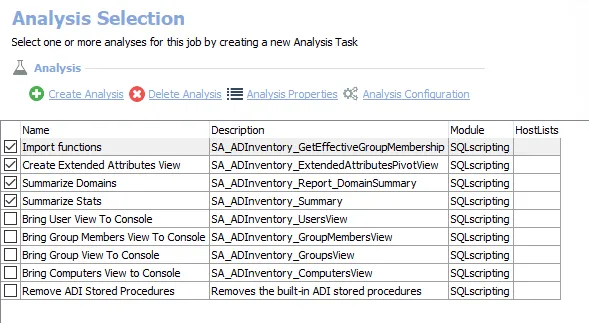 Analysis Selection
Select one or more analyses for this job by creating a new Analysis Task
Analysis
Create Analysis Delete Analysis Analysis Properties Analysis Configuration
Name Description Module HostLists
Import functions SA_ADInventory_GetEffectiveGroupMembership SQLscripting
Create Extended Attributes View SA_ADInventory_ExtendedAttributesPivotView SQLscripting
Summarize Domains SA_ADInventory_Report_DomainSummary SQLscripting
Summarize Stats SA_ADInventory_Summary SQLscripting
Bring User View To Console SA_ADInventory_UsersView SQLscripting
Bring Group Members View To Console SA_ADInventory_GroupMembersView SQLscripting
Bring Group View to Console SA_ADInventory_GroupsView SQLscripting
Bring Computers View to Console SA_ADInventory_ComputersView SQLscripting
Remove ADI Stored Procedures Removes the built-in ADI stored procedures SQLscripting